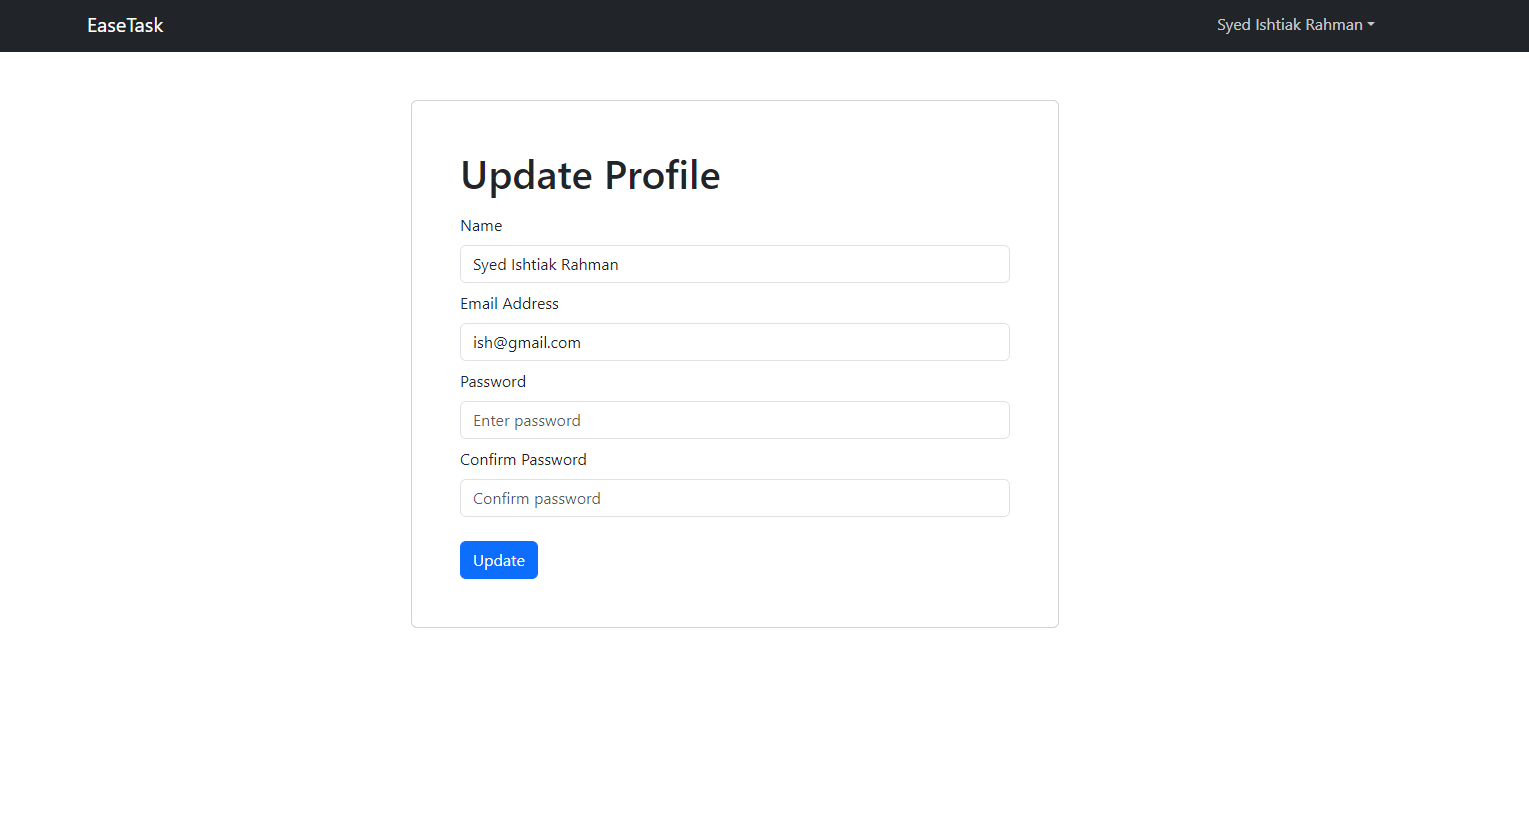 EaseTask
Syed Ishtiak Rahman
Update Profile
Name
Syed Ishtiak Rahman
Email Address
ish@gmail.com
Password
Enter password
Confirm Password
Confirm password
Update